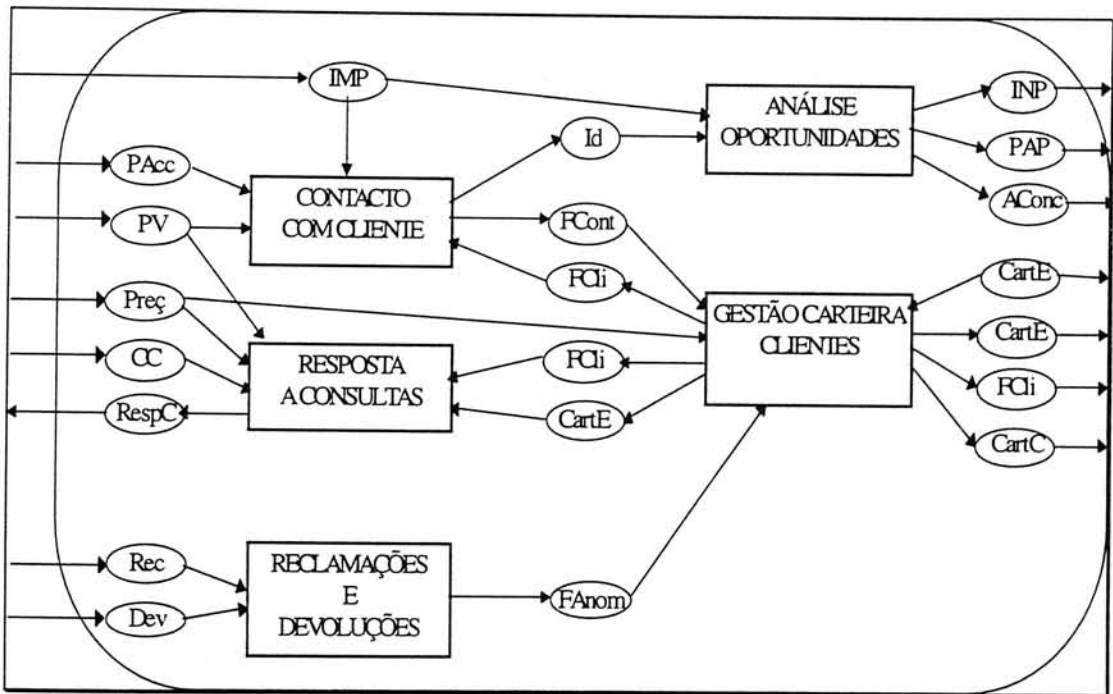 IMP
INP
ANÁLISE
OPORTUNIDADES
Id
PAP
PAcc
CONTACTO
COM CLIENTE
AConc
PV
FCont
FCli
CartE
Preç
GESTÃO CARTEIRA
CLIENTES
CartE
CC
RESPOSTA
A CONSULTAS
FCli
FCli
RespC
CartE
CartC
Rec
RECLAMAÇÕES
E
DEVOLUÇÕES
FAnom
Dev